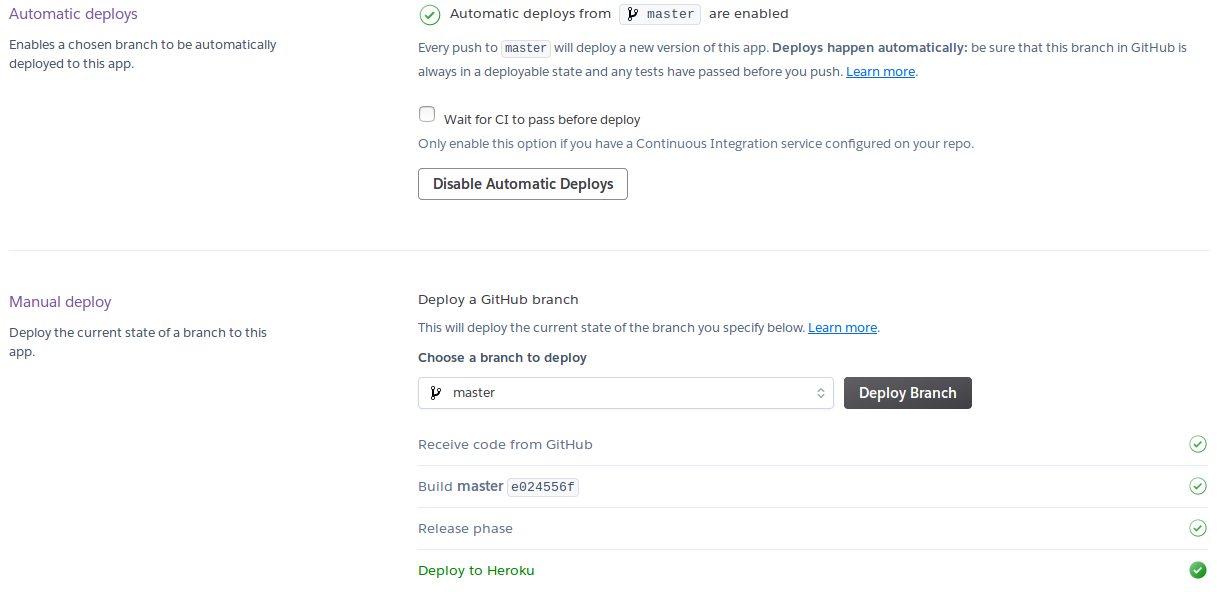 Automatic deploys
Enables a chosen branch to be automatically
deployed to this app.
Automatic deploys from master are enabled
Every push to master will deploy a new version of this app. Deploys happen automatically: be sure that this branch in GitHub is
always in a deployable state and any tests have passed before you push. Learn more.
Wait for CI to pass before deploy
Only enable this option if you have a Continuous Integration service configured on your repo.
Disable Automatic Deploys
Manual deploy
Deploy the current state of a branch to this
app.
Deploy a GitHub branch
This will deploy the current state of the branch you specify below. Learn more.
Choose a branch to deploy
master
Deploy Branch
Receive code from GitHub
Build master e024556f
Release phase
Deploy to Heroku